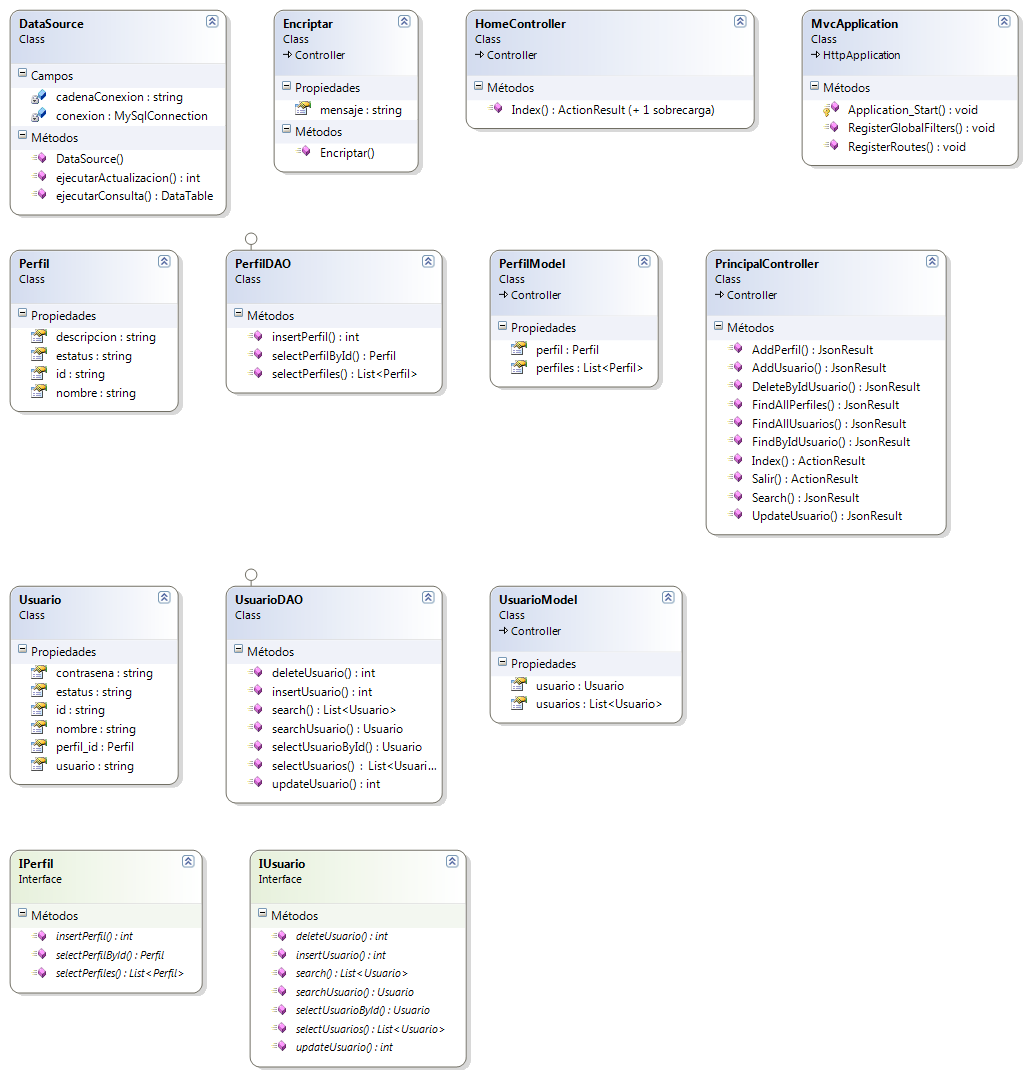 DataSource
Class
Campos
cadenaConexion : string
conexion : MySqlConnection
Métodos
DataSource()
ejecutarActualizacion() : int
ejecutarConsulta() : DataTable
Encriptar
Class
Controller
Propiedades
mensaje : string
Métodos
Encriptar()
HomeController
Class
Controller
Métodos
Index() : ActionResult (+ 1 sobrecarga)
MvcApplication
Class
HttpApplication
Métodos
Application_Start() : void
RegisterGlobalFilters() : void
RegisterRoutes() : void
Perfil
Class
Propiedades
descripcion : string
estatus : string
id : string
nombre : string
PerfilDAO
Class
Métodos
insertPerfil() : int
selectPerfilById() : Perfil
selectPerfiles() : List<Perfil>
PerfilModel
Class
Controller
Propiedades
perfil : Perfil
perfiles : List<Perfil>
PrincipalController
Class
Controller
Métodos
AddPerfil() : JsonResult
AddUsuario() : JsonResult
DeleteByIdUsuario() : JsonResult
FindAllPerfiles() : JsonResult
FindAllUsuarios() : JsonResult
FindByIdUsuario() : JsonResult
Index() : ActionResult
Salir() : ActionResult
Search() : JsonResult
UpdateUsuario() : JsonResult
Usuario
Class
Propiedades
contrasena : string
estatus : string
id : string
nombre : string
perfil_id : Perfil
usuario : string
UsuarioDAO
Class
Métodos
deleteUsuario() : int
insertUsuario() : int
search() : List<Usuario>
searchUsuario() : Usuario
selectUsuarioById() : Usuario
selectUsuarios() : List<Usuari...
updateUsuario() : int
UsuarioModel
Class
Controller
Propiedades
usuario : Usuario
usuarios : List<Usuario>
IPerfil
Interface
Métodos
insertPerfil() : int
selectPerfilById() : Perfil
selectPerfiles() : List<Perfil>
IUsuario
Interface
Métodos
deleteUsuario() : int
insertUsuario() : int
search() : List<Usuario>
searchUsuario() : Usuario
selectUsuarioById() : Usuario
selectUsuarios() : List<Usuario>
updateUsuario() : int